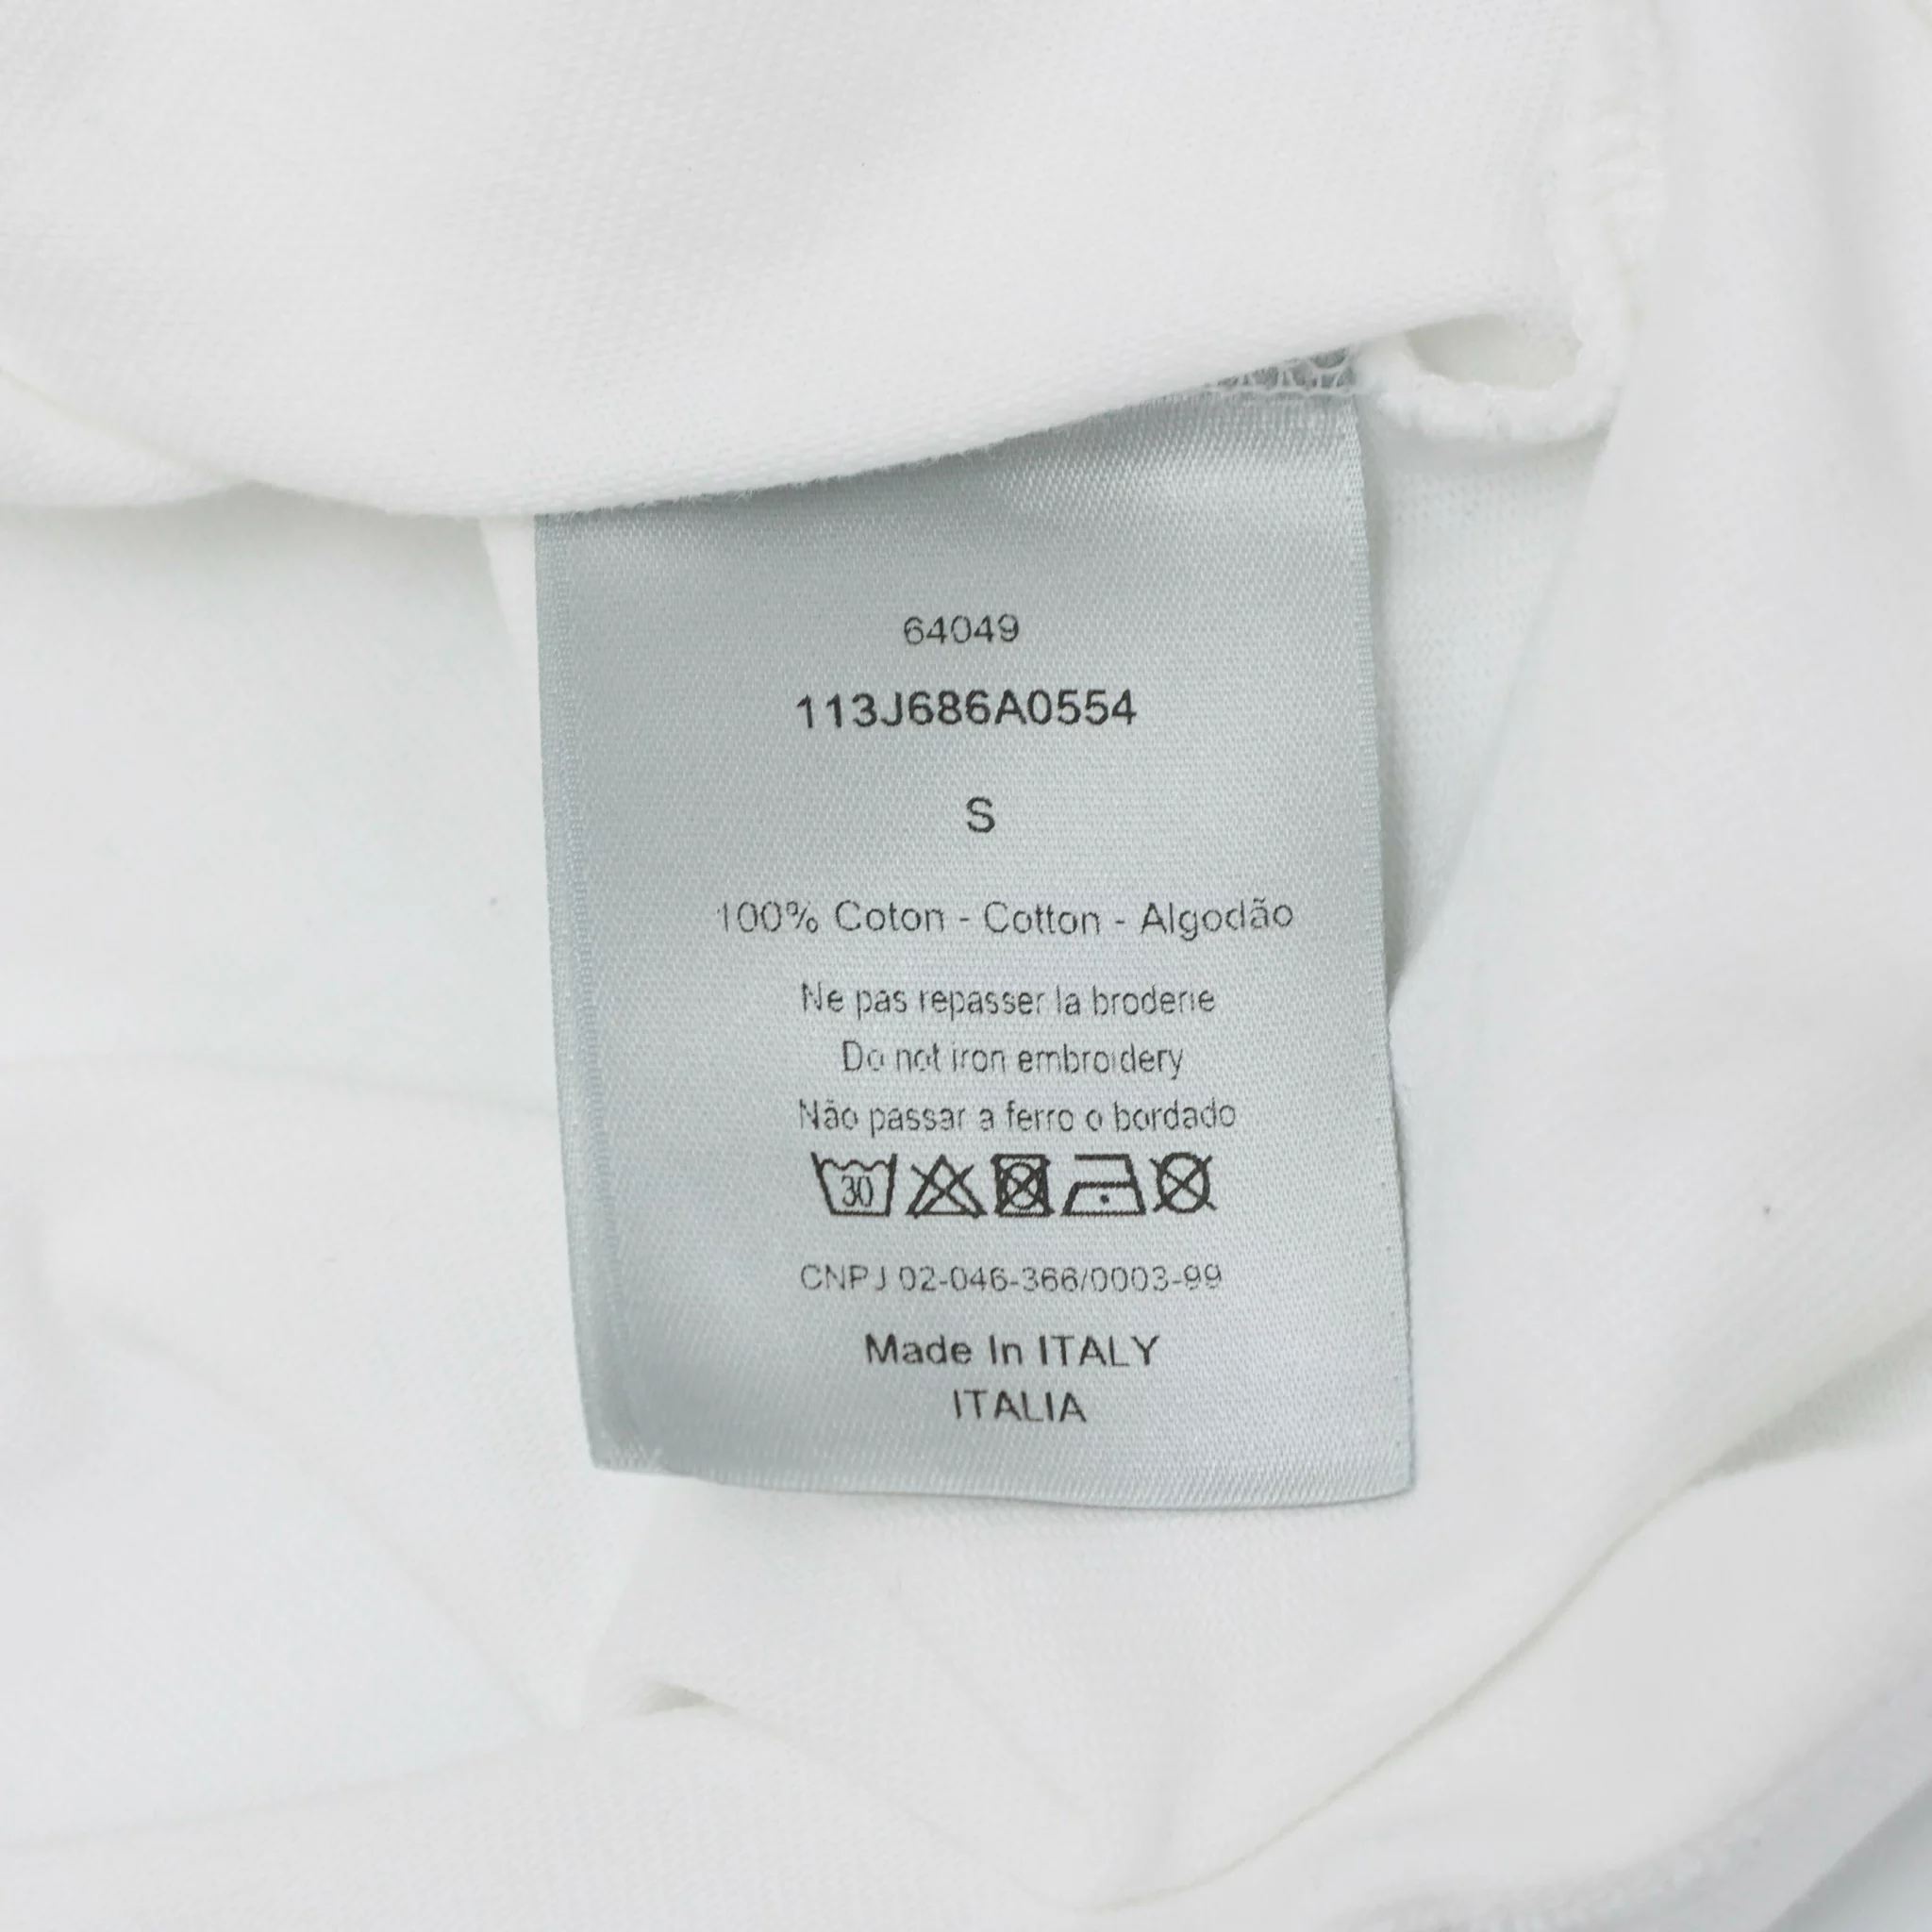 64049
113J686A0554
S
100% Coton - Cotton - Algodão
Ne pas repasser la broderie
Do not iron embroidery
Não passar a ferro o bordado
30
CNPJ 02-046-366/0003-99
Made In ITALY
ITALIA